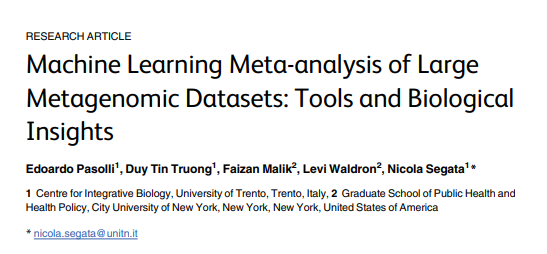 RESEARCH ARTICLE
Machine Learning Meta-analysis of Large
Metagenomic Datasets: Tools and Biological
Insights
Edoardo Pasolli1, Duy Tin Truong1, Faizan Malik2, Levi Waldron2, Nicola Segata1*
1 Centre for Integrative Biology, University of Trento, Trento, Italy, 2 Graduate School of Public Health and
Health Policy, City University of New York, New York, New York, United States of America
* nicola.segata@unitn.it